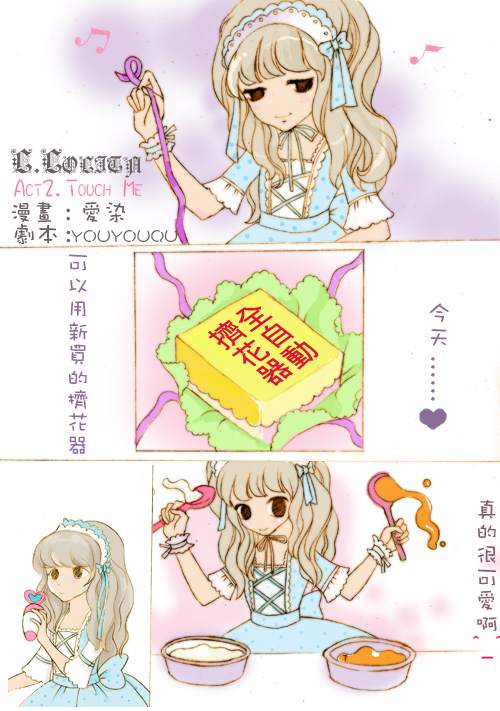 L.Lolita
Act2. Touch Me
漫畫：愛染
劇本：YOUYOUQU
今天……♥
全自動
擠花器
可以用新買的擠花器
真的很可愛啊^_^